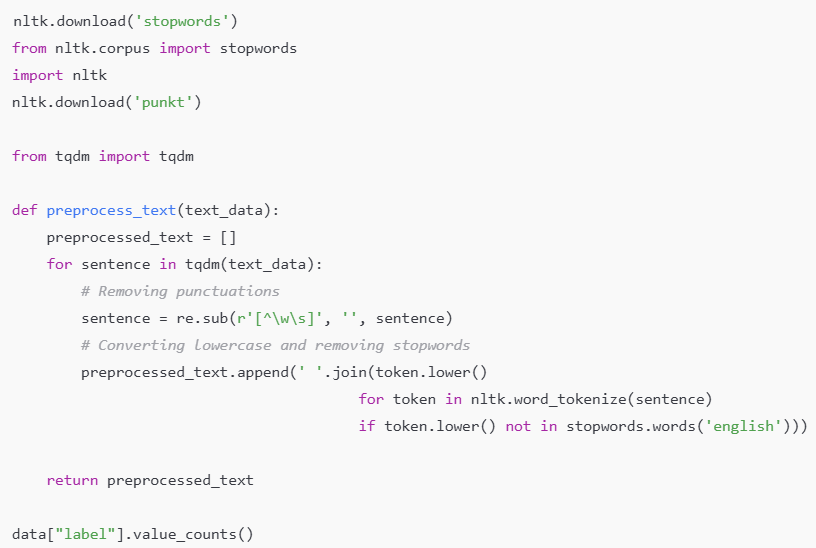 nltk.download('stopwords')
from nltk.corpus import stopwords
import nltk
nltk.download('punkt')

from tqdm import tqdm

def preprocess_text(text_data):
    preprocessed_text = []
    for sentence in tqdm(text_data):
        # Removing punctuations
        sentence = re.sub(r'[^\w\s]', '', sentence)
        # Converting lowercase and removing stopwords
        preprocessed_text.append(' '.join(token.lower()
                                        for token in nltk.word_tokenize(sentence)
                                        if token.lower() not in stopwords.words('english')))

    return preprocessed_text

data["label"].value_counts()